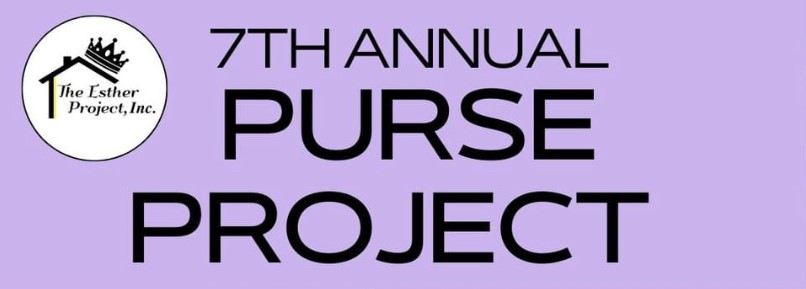 The Esther
Project, Inc.
7TH ANNUAL
PURSE
PROJECT